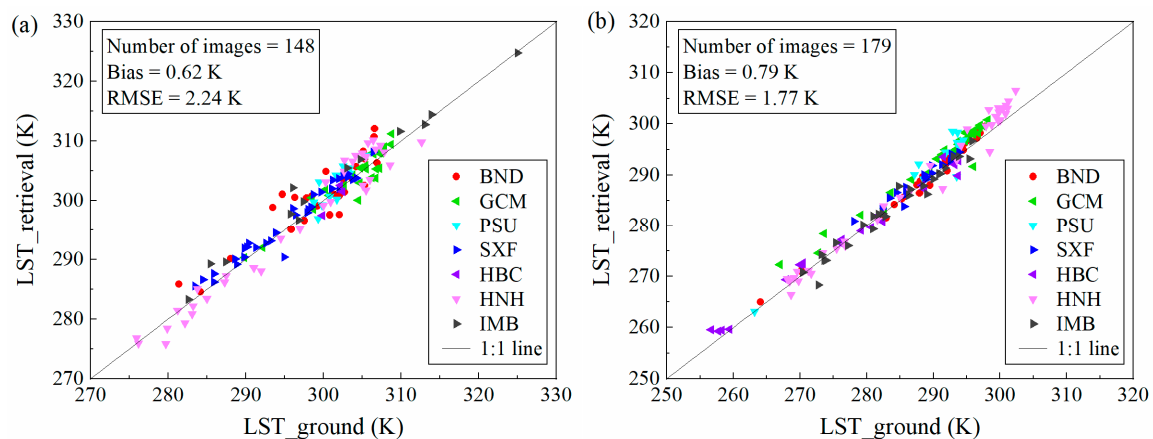 (a)
Number of images = 148
Bias = 0.62 K
RMSE = 2.24 K
BND
GCM
PSU
SXF
HBC
HNH
IMB
1:1 line
330
320
310
300
290
280
270
270 280 290 300 310 320 330
LST_retrieval (K)
LST_ground (K)
(b)
Number of images = 179
Bias = 0.79 K
RMSE = 1.77 K
BND
GCM
PSU
SXF
HBC
HNH
IMB
1:1 line
320
310
300
290
280
270
260
250
250 260 270 280 290 300 310 320
LST_retrieval (K)
LST_ground (K)